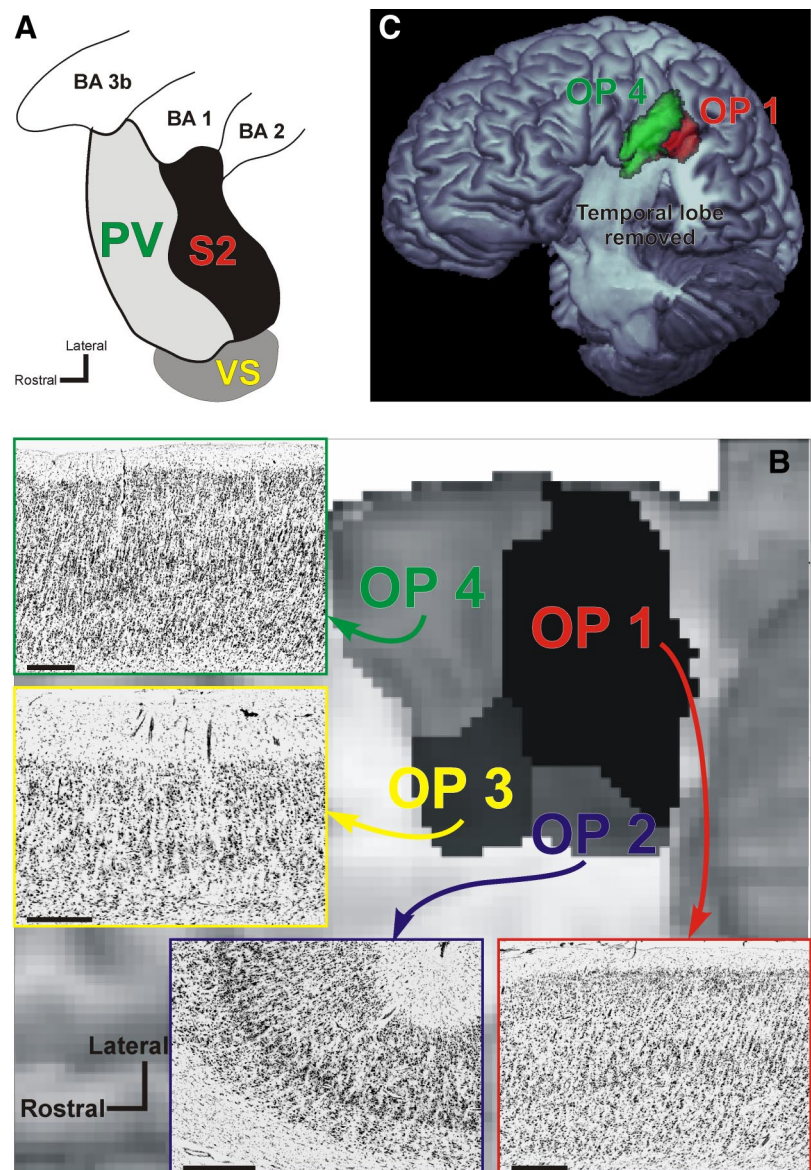 A
BA 3b
BA 1
BA 2
PV
S2
VS
Lateral
Rostral
C
OP 4
OP 1
Temporal lobe
removed
B
OP 4
OP 1
OP 3
OP 2
Lateral
Rostral